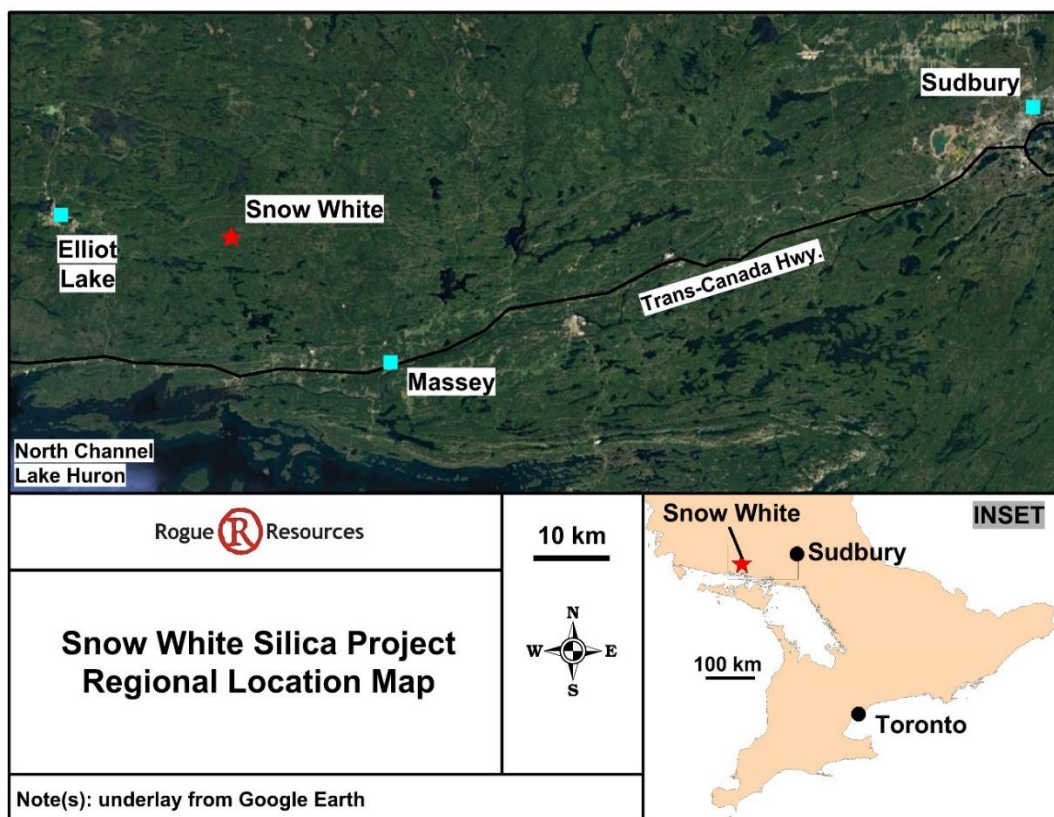 Sudbury
Snow White
Elliot
Lake
Trans-Canada Hwy.
Massey
North Channel
Lake Huron
Rogue R Resources
10 km
N
W E
S
Snow White Silica Project
Regional Location Map
Note(s): underlay from Google Earth
INSET
Snow White
Sudbury
100 km
Toronto